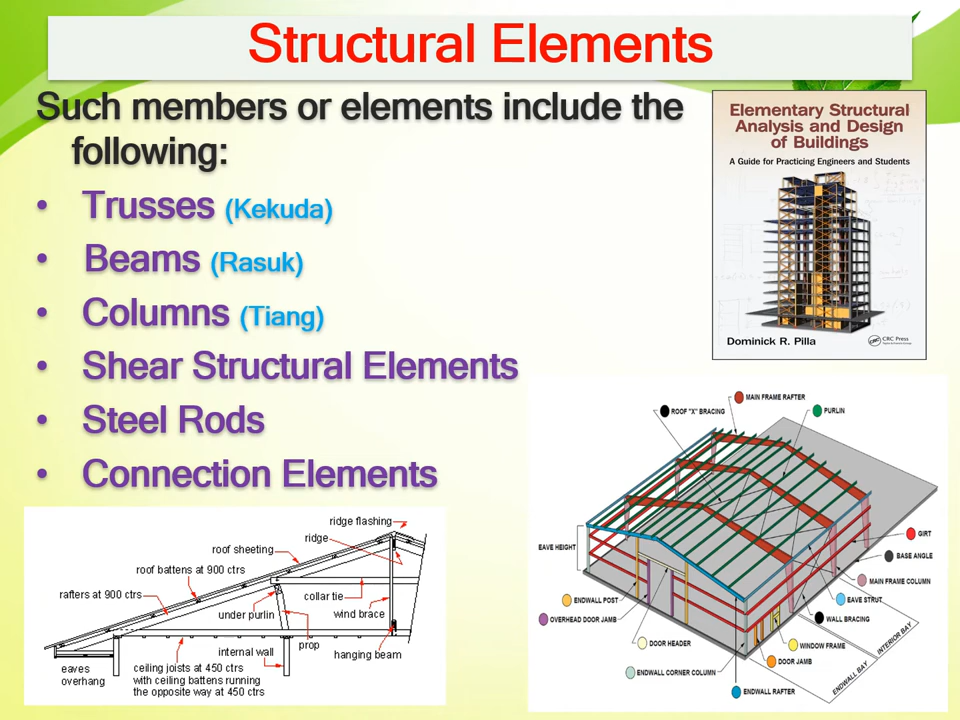 Structural Elements
Such members or elements include the
following:
• Trusses (Kekuda)
• Beams (Rasuk)
• Columns (Tiang)
• Shear Structural Elements
• Steel Rods
• Connection Elements
Elementary Structural
Analysis and Design
of Buildings
A Guide for Practicing Engineers and Students
Dominick R. Pilla
CRC Press
ridge flashing
ridge
roof sheeting
roof battens at 900 ctrs
rafters at 900 ctrs
collar tie
under purlin
wind brace
prop
internal wall
hanging beam
eaves
overhang
ceiling joists at 450 ctrs
with ceiling battens running
the opposite way at 450 ctrs
MAIN FRAME RAFTER
ROOF "X" BRACING
PURLIN
EAVE HEIGHT
GIRT
BASE ANGLE
MAIN FRAME COLUMN
EAVE STRUT
WALL BRACING
ENDWALL POST
OVERHEAD DOOR JAMB
DOOR HEADER
WINDOW FRAME
DOOR JAMB
ENDWALL CORNER COLUMN
ENDWALL RAFTER
INTERIOR BAY
ENDWALL BAY